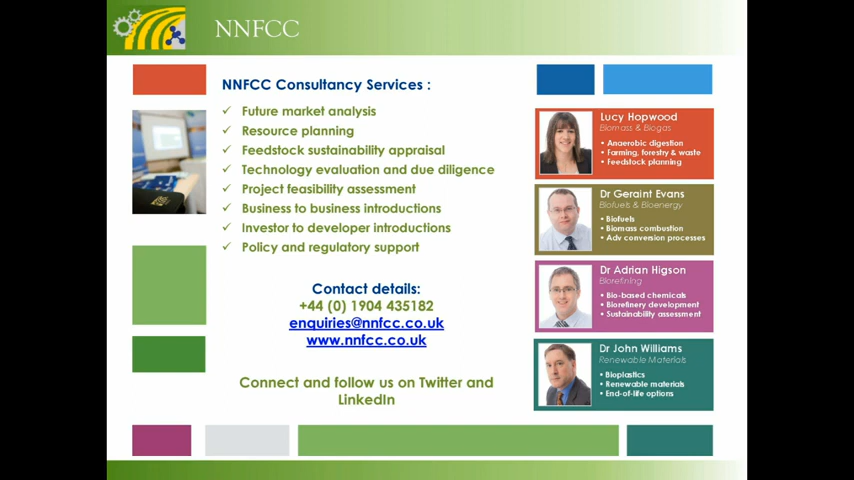 NNFCC
NNFCC Consultancy Services :
✓ Future market analysis
✓ Resource planning
✓ Feedstock sustainability appraisal
✓ Technology evaluation and due diligence
✓ Project feasibility assessment
✓ Business to business introductions
✓ Investor to developer introductions
✓ Policy and regulatory support
Contact details:
+44 (0) 1904 435182
enquiries@nnfcc.co.uk
www.nnfcc.co.uk
Connect and follow us on Twitter and
LinkedIn
Lucy Hopwood
Biomass & Biogas
• Anaerobic digestion
• Farming, forestry & waste
• Feedstock planning
Dr Geraint Evans
Biofuels & Bioenergy
• Biofuels
• Biomass combustion
• Adv conversion processes
Dr Adrian Higson
Biorefining
• Bio-based chemicals
• Biorefinery development
• Sustainability assessment
Dr John Williams
Renewable Materials
• Bioplastics
• Renewable materials
• End-of-life options